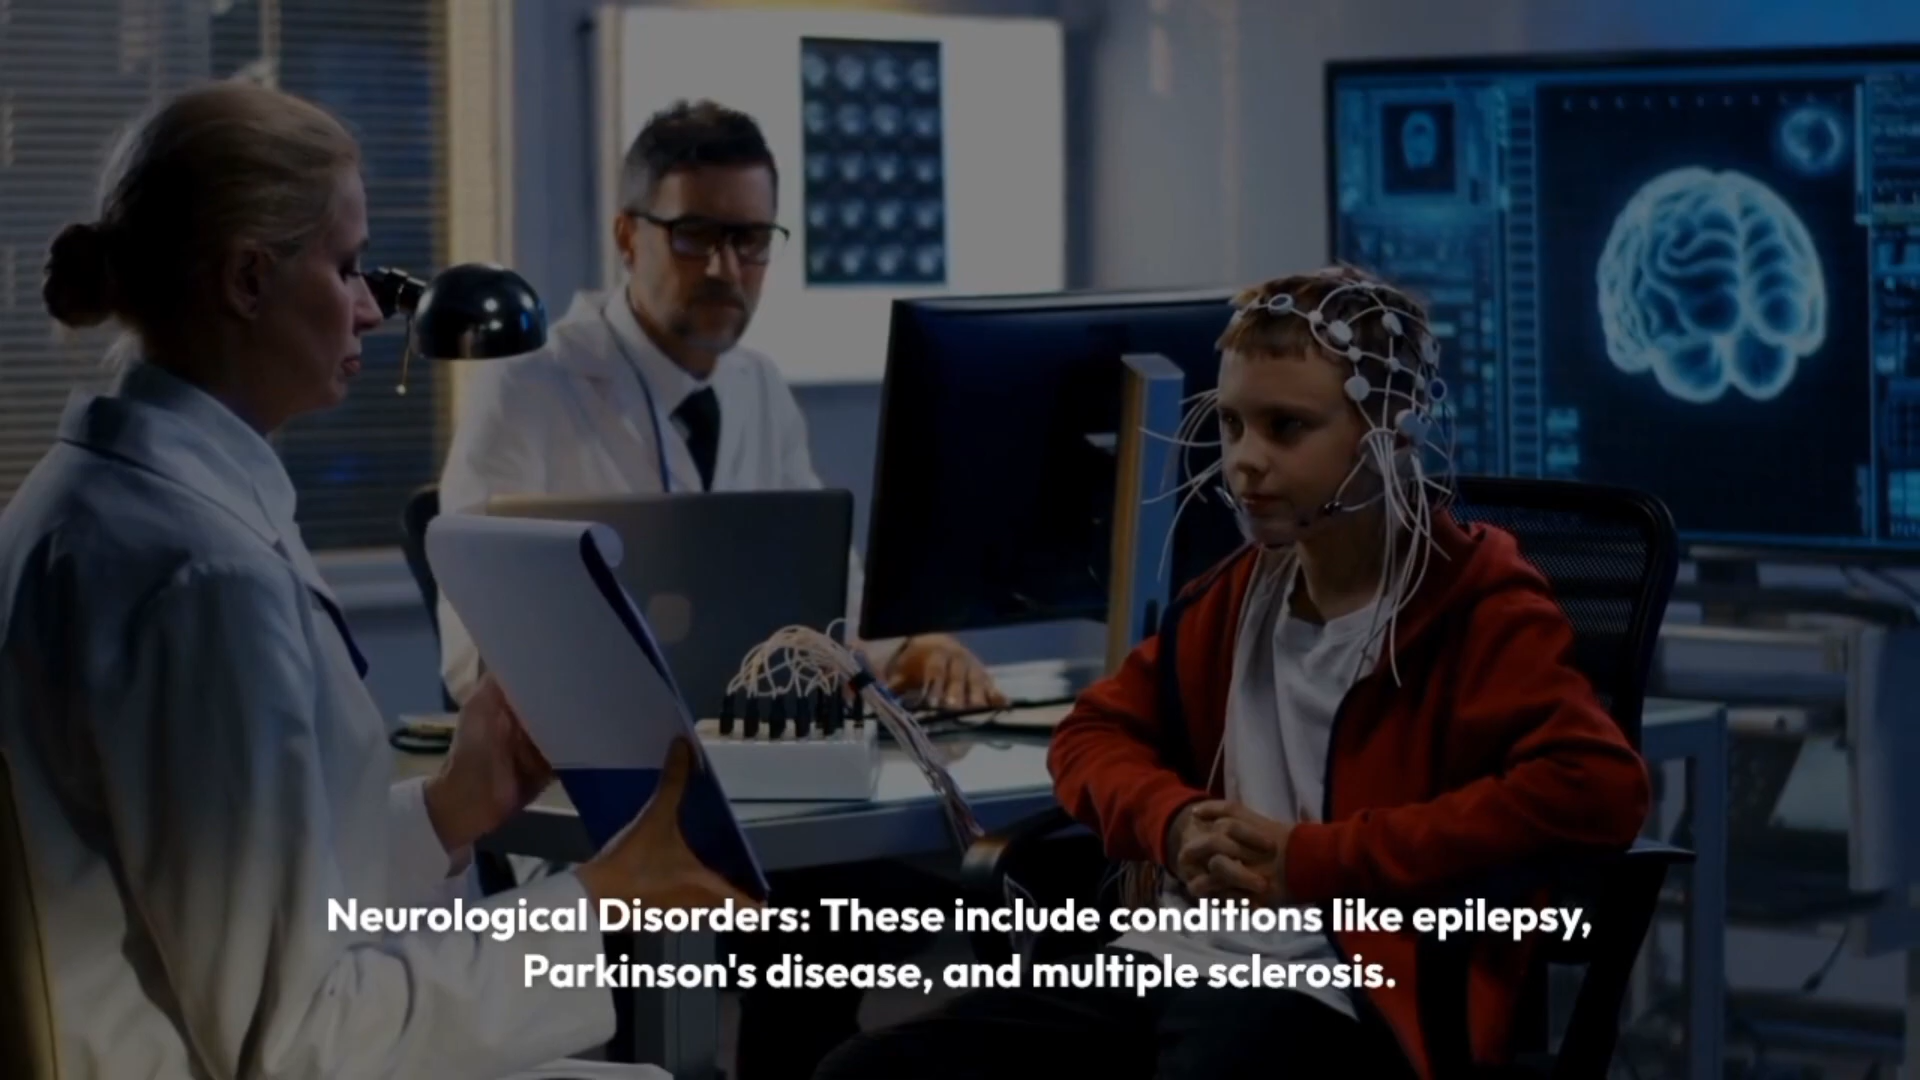 Neurological Disorders: These include conditions like epilepsy,
Parkinson's disease, and multiple sclerosis.